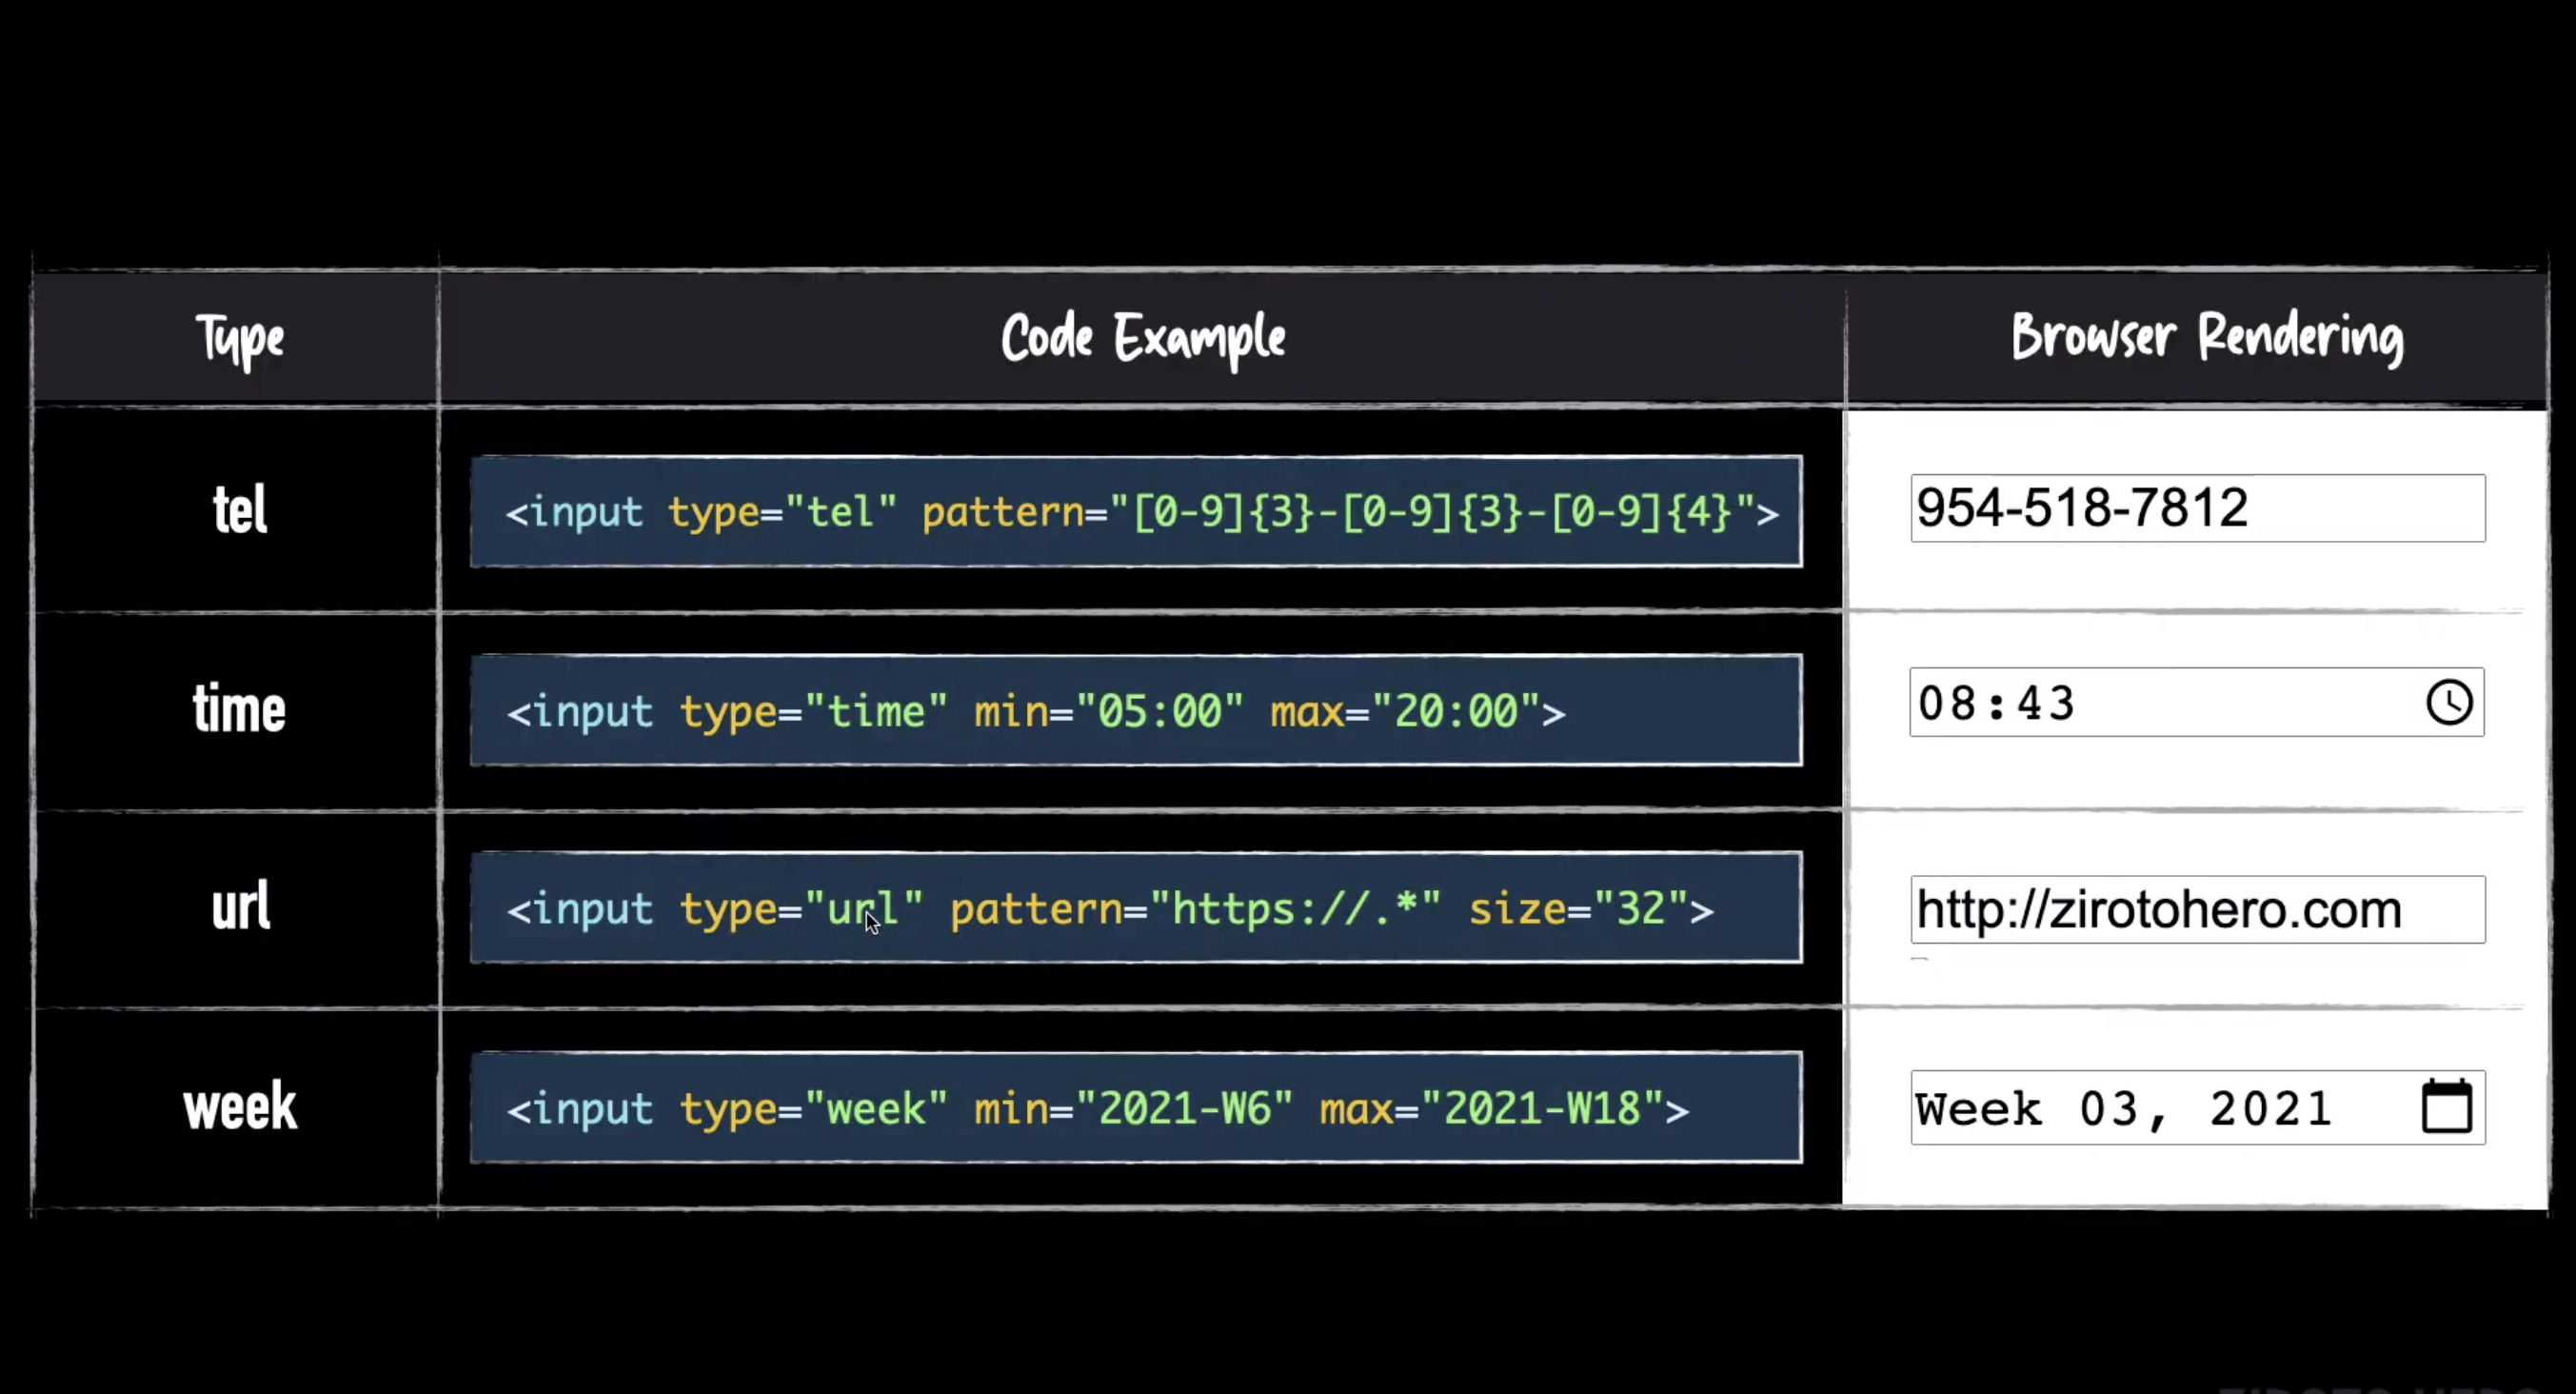 Type Code Example Browser Rendering
tel <input type="tel" pattern="[0-9]{3}-[0-9]{3}-[0-9]{4}"> 954-518-7812
time <input type="time" min="05:00" max="20:00"> 08:43
url <input type="url" pattern="https://.*" size="32"> http://zirotohero.com
week <input type="week" min="2021-W6" max="2021-W18"> Week 03, 2021